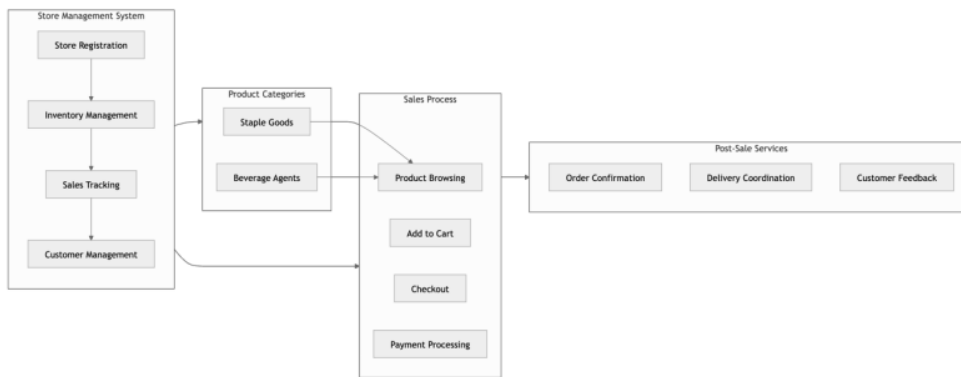 Store Management System
Store Registration
Inventory Management
Sales Tracking
Customer Management
Product Categories
Staple Goods
Beverage Agents
Sales Process
Product Browsing
Add to Cart
Checkout
Payment Processing
Post-Sale Services
Order Confirmation
Delivery Coordination
Customer Feedback